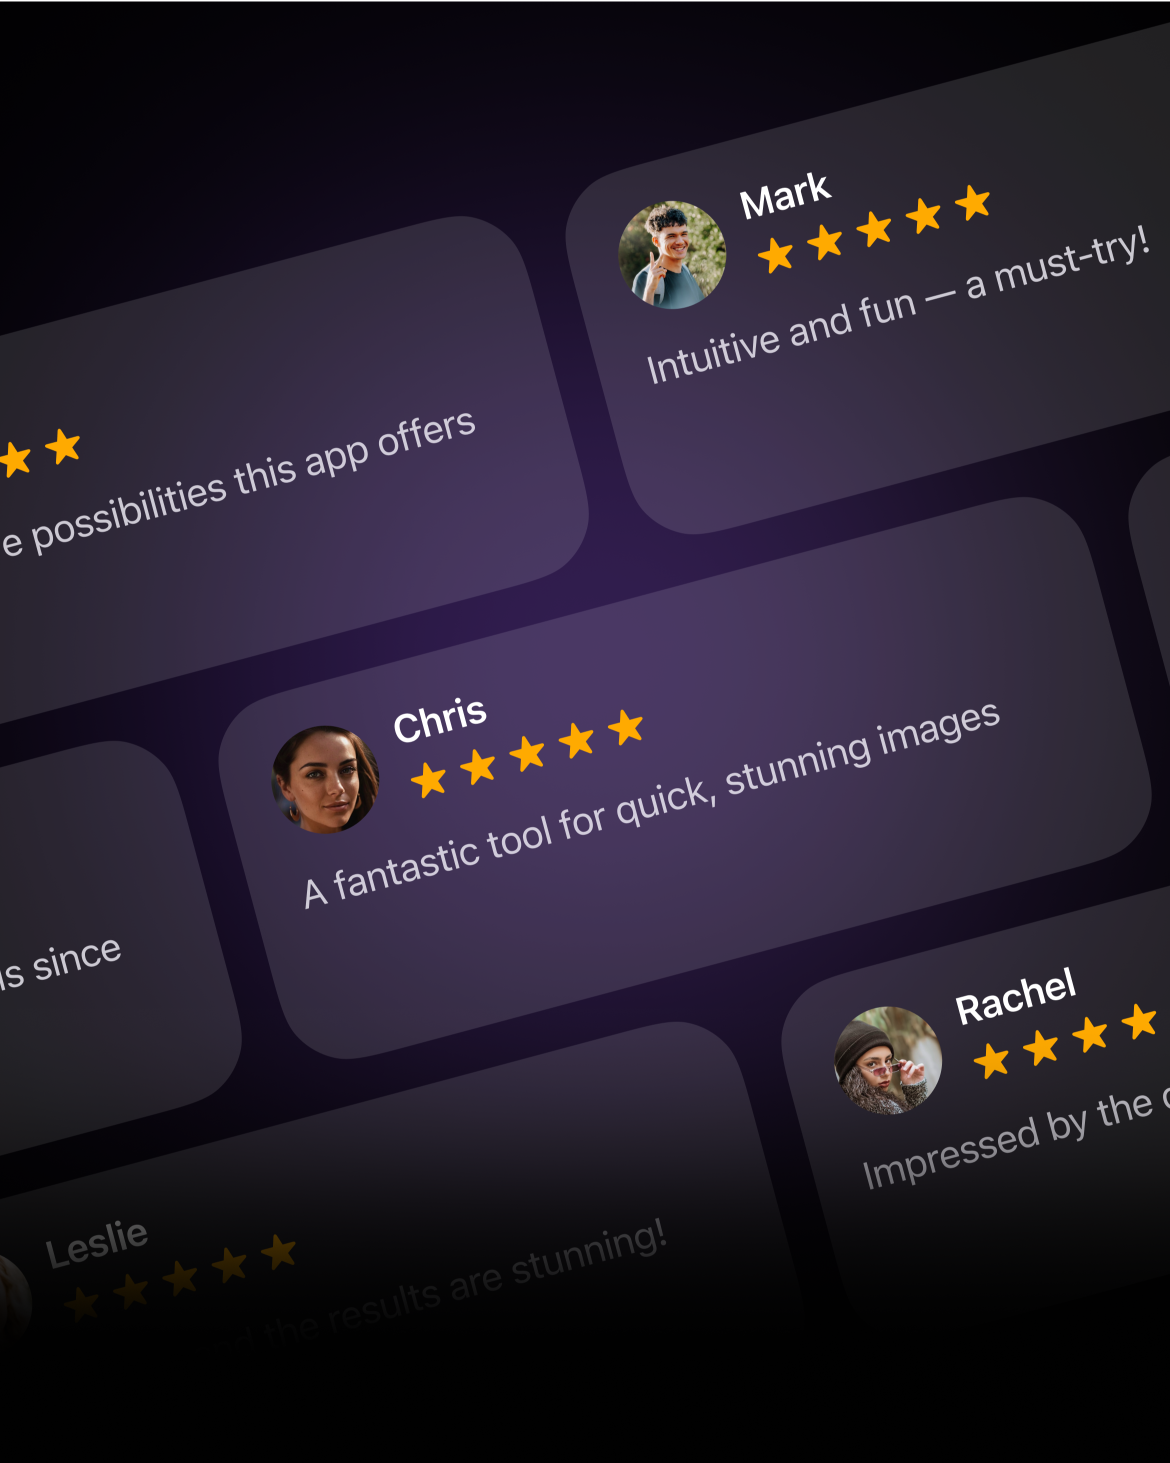 Mark
Intuitive and fun — a must-try!
possibilities this app offers
Chris
A fantastic tool for quick, stunning images
since
Rachel
Impressed by the
Leslie
the results are stunning!